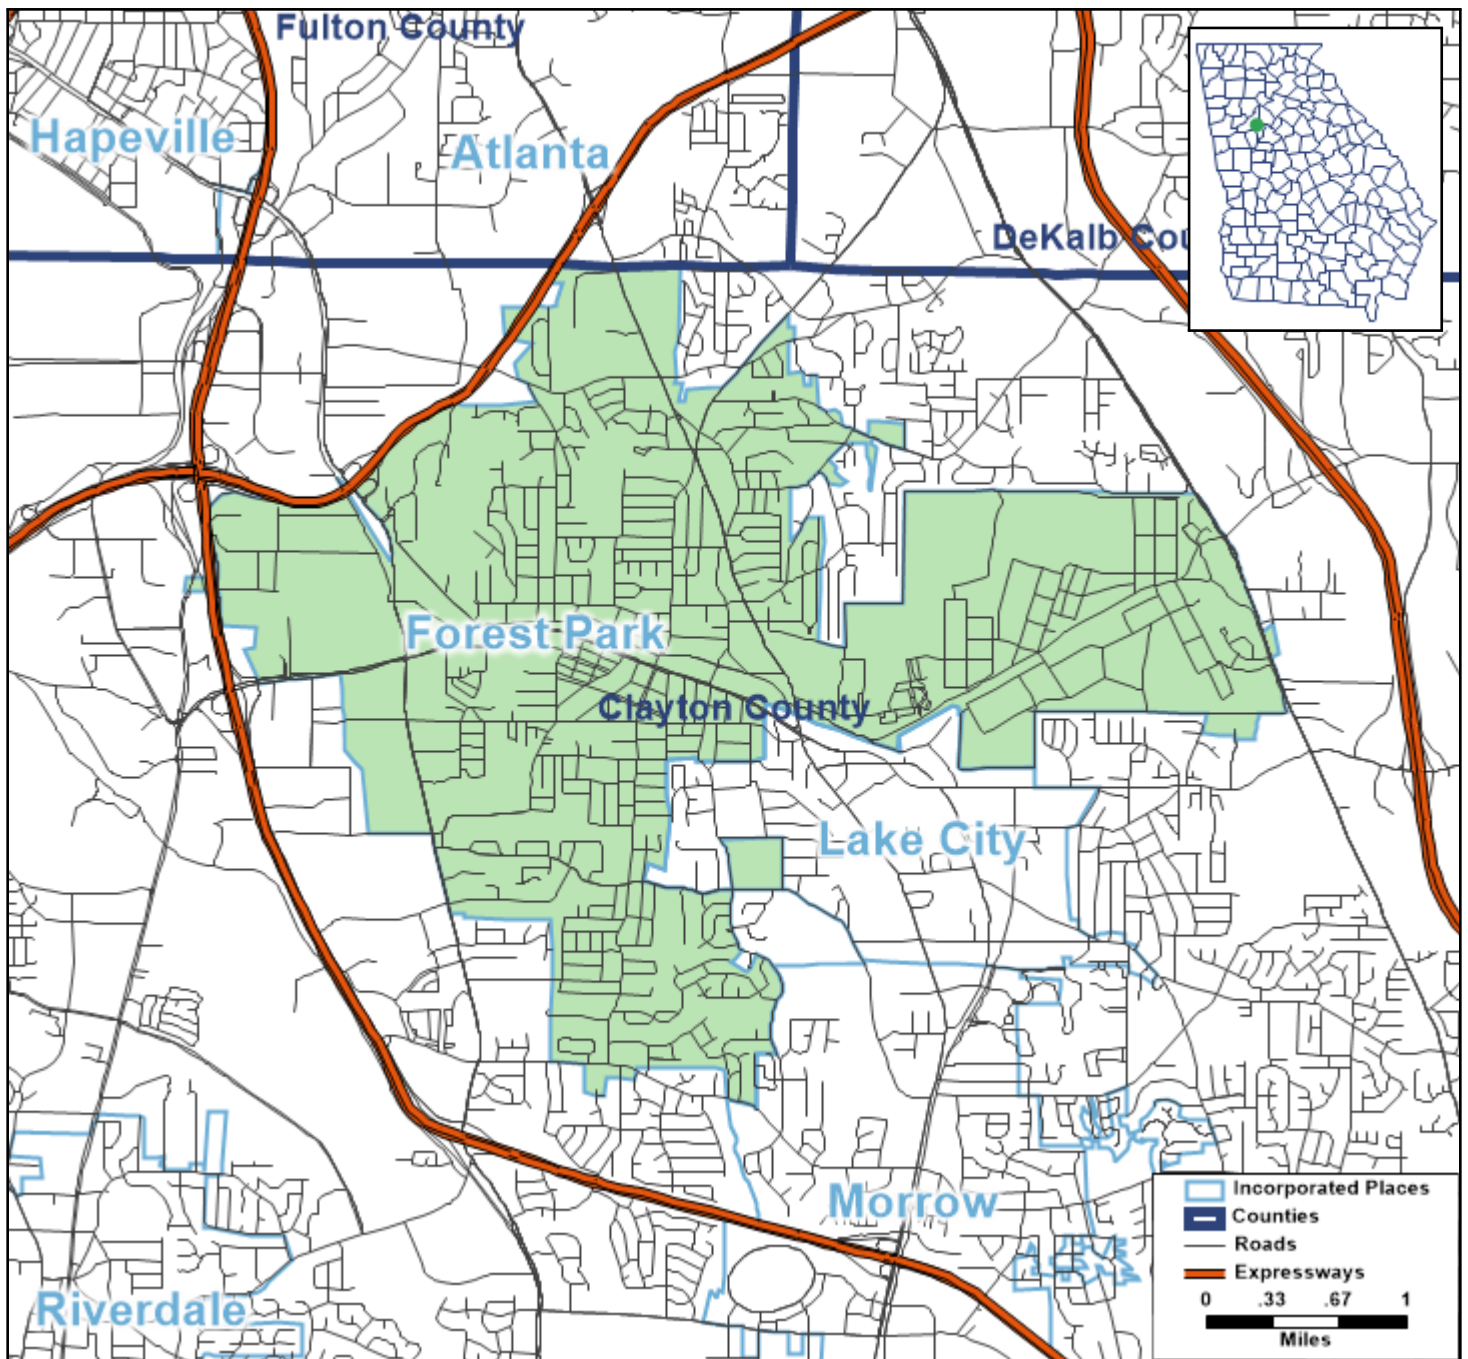 Fulton County
Hapeville
Atlanta
DeKalb Cou
Forest Park
Clayton County
Lake City
Morrow
Riverdale
Incorporated Places
Counties
Roads
Expressways
0 .33 .67 1
Miles